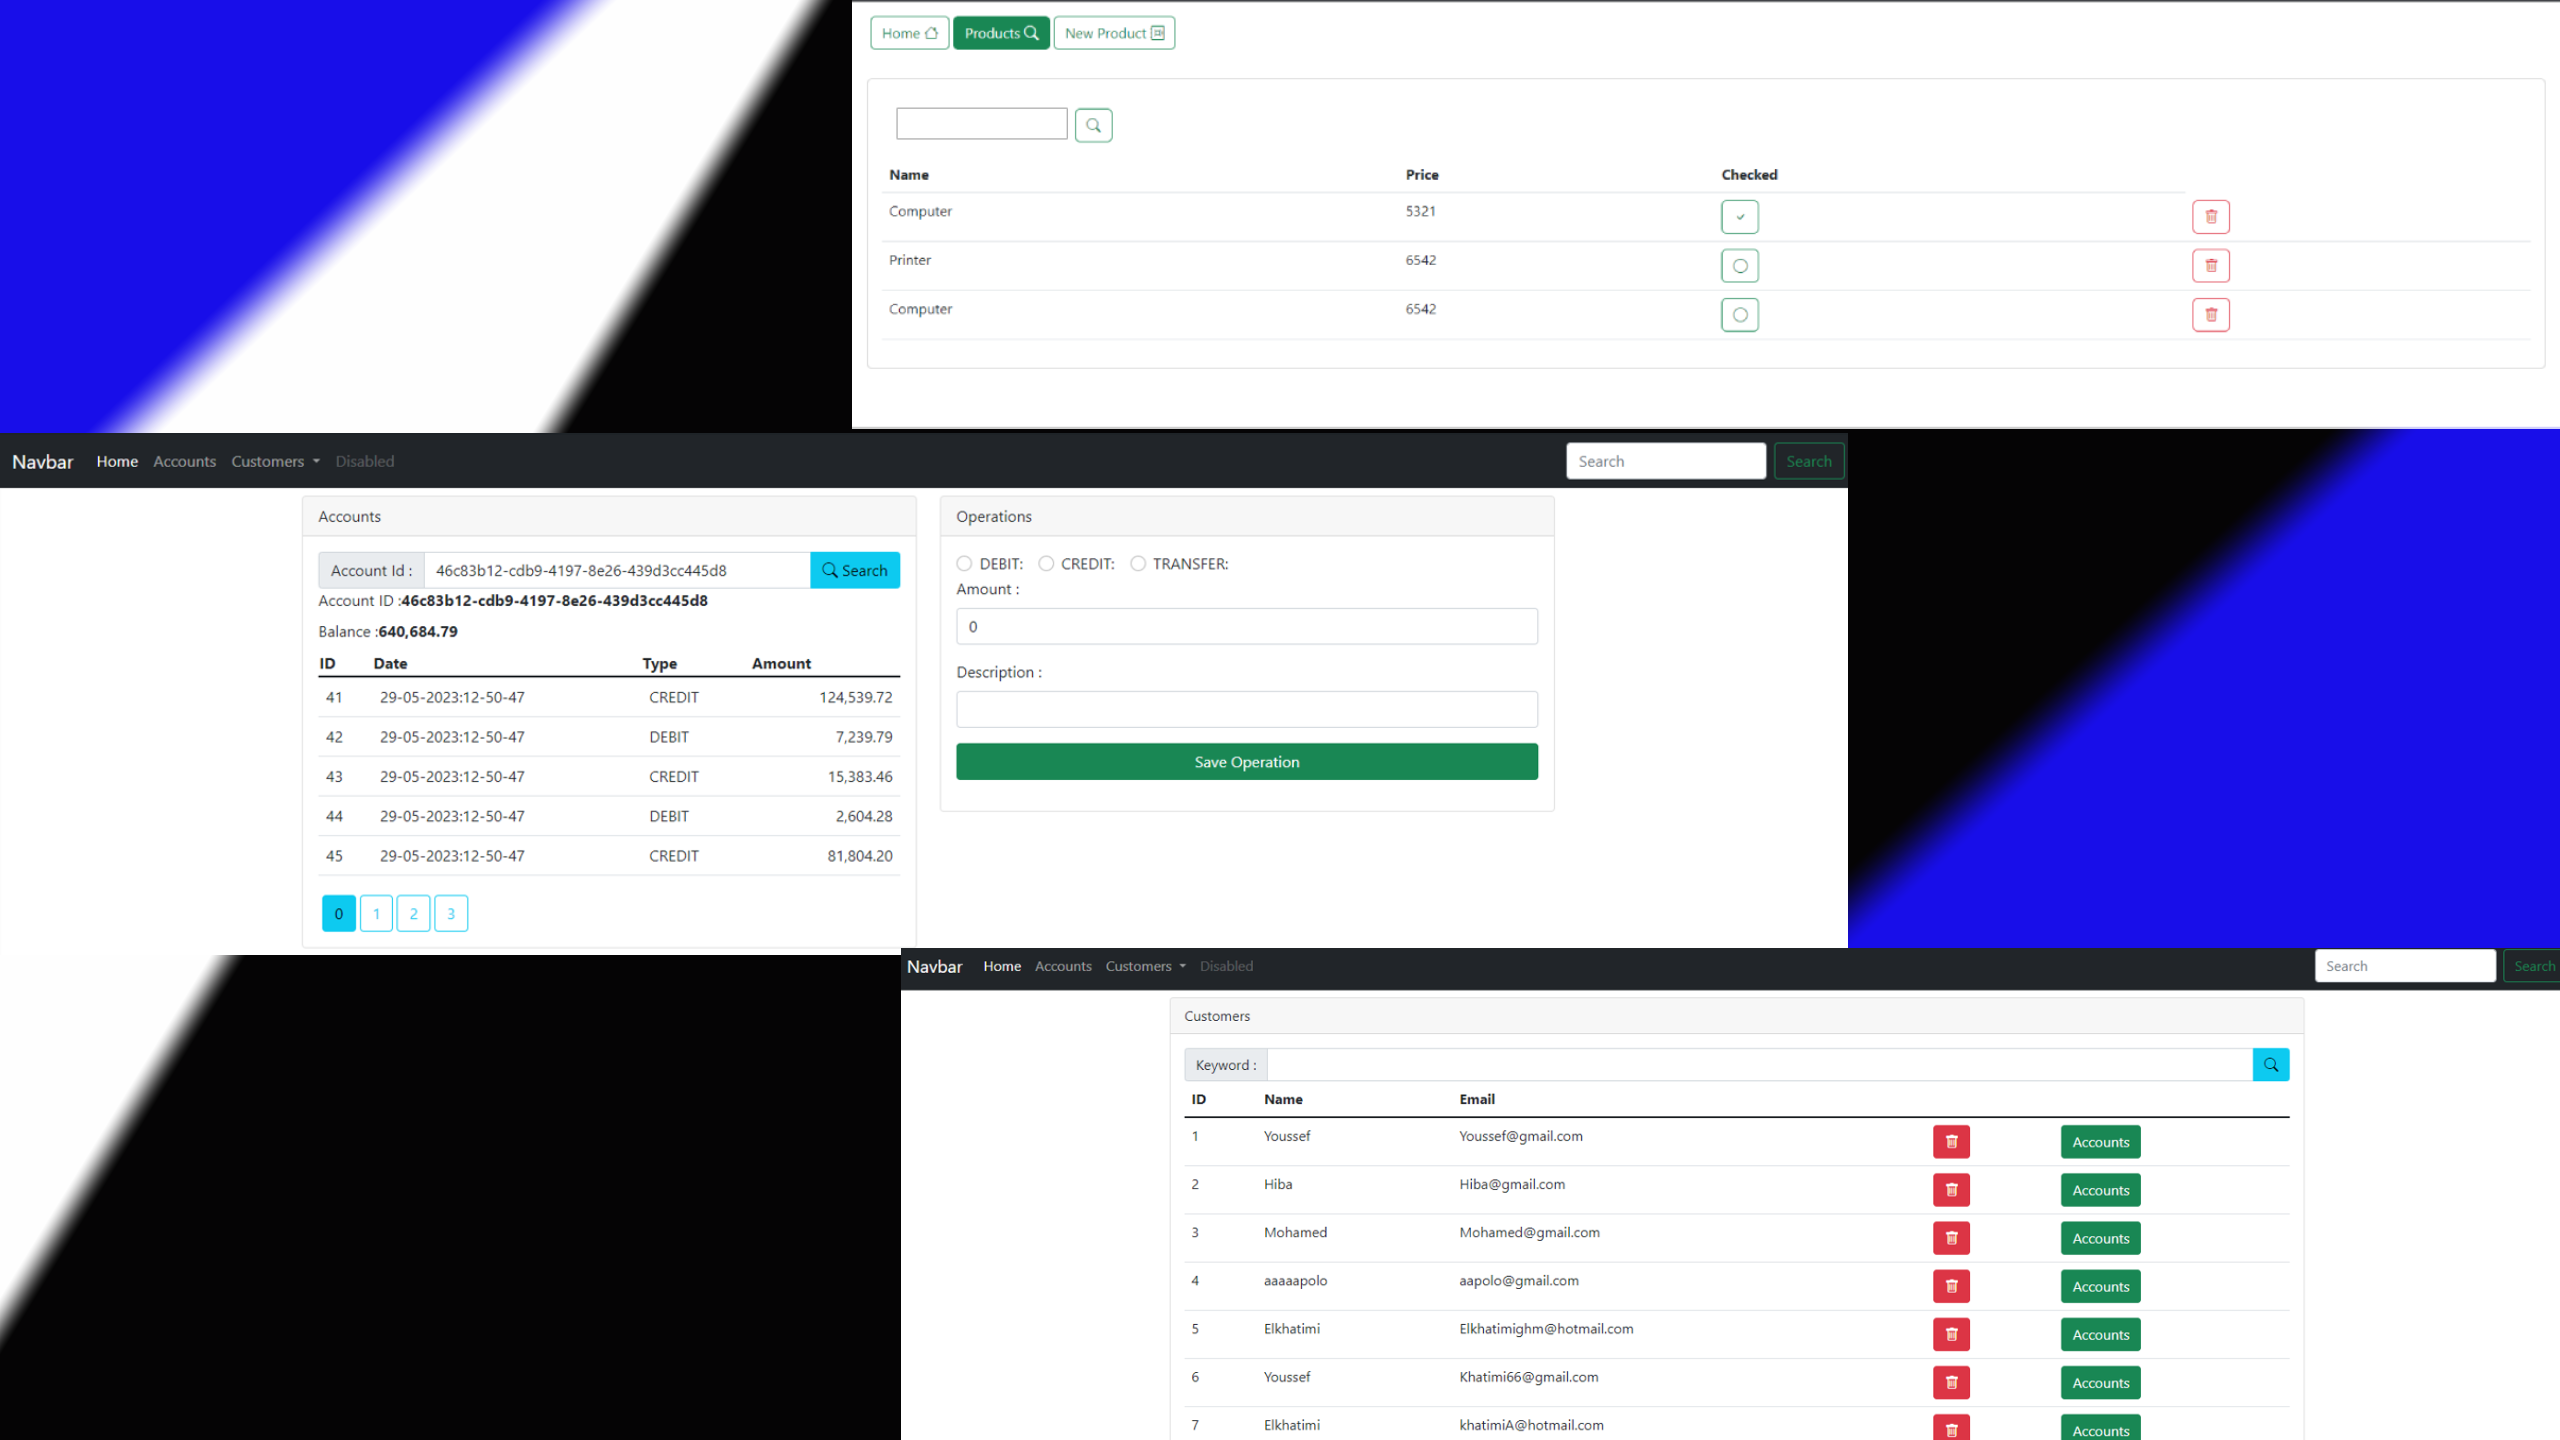 Home Products New Product
Name Price Checked
Computer 5321
Printer 6542
Computer 6542
Navbar Home Accounts Customers Disabled Search Search
Accounts
Account Id : 46c83b12-cdb9-4197-8e26-439d3cc445d8 Search
Account ID :46c83b12-cdb9-4197-8e26-439d3cc445d8
Balance :640,684.79
ID Date Type Amount
41 29-05-2023:12-50-47 CREDIT 124,539.72
42 29-05-2023:12-50-47 DEBIT 7,239.79
43 29-05-2023:12-50-47 CREDIT 15,383.46
44 29-05-2023:12-50-47 DEBIT 2,604.28
45 29-05-2023:12-50-47 CREDIT 81,804.20
0 1 2 3
Operations
DEBIT: CREDIT: TRANSFER:
Amount :
0
Description :
Save Operation
Navbar Home Accounts Customers Disabled Search Search
Customers
Keyword :
ID Name Email
1 Youssef Youssef@gmail.com Accounts
2 Hiba Hiba@gmail.com Accounts
3 Mohamed Mohamed@gmail.com Accounts
4 aaaaapolo aapolo@gmail.com Accounts
5 Elkhatimi Elkhatimighm@hotmail.com Accounts
6 Youssef Khatimi66@gmail.com Accounts
7 Elkhatimi khatimiA@hotmail.com Accounts